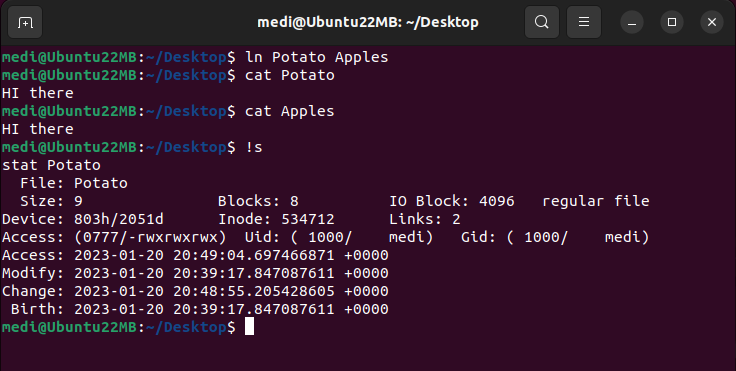 medi@Ubuntu22MB: ~/Desktop
medi@Ubuntu22MB:~/Desktop$ ln Potato Apples
medi@Ubuntu22MB:~/Desktop$ cat Potato
HI there
medi@Ubuntu22MB:~/Desktop$ cat Apples
HI there
medi@Ubuntu22MB:~/Desktop$ !s
stat Potato
  File: Potato
  Size: 9               Blocks: 8          IO Block: 4096   regular file
Device: 803h/2051d      Inode: 534712      Links: 2
Access: (0777/-rwxrwxrwx)  Uid: ( 1000/    medi)   Gid: ( 1000/    medi)
Access: 2023-01-20 20:49:04.697466871 +0000
Modify: 2023-01-20 20:39:17.847087611 +0000
Change: 2023-01-20 20:48:55.205428605 +0000
 Birth: 2023-01-20 20:39:17.847087611 +0000
medi@Ubuntu22MB:~/Desktop$